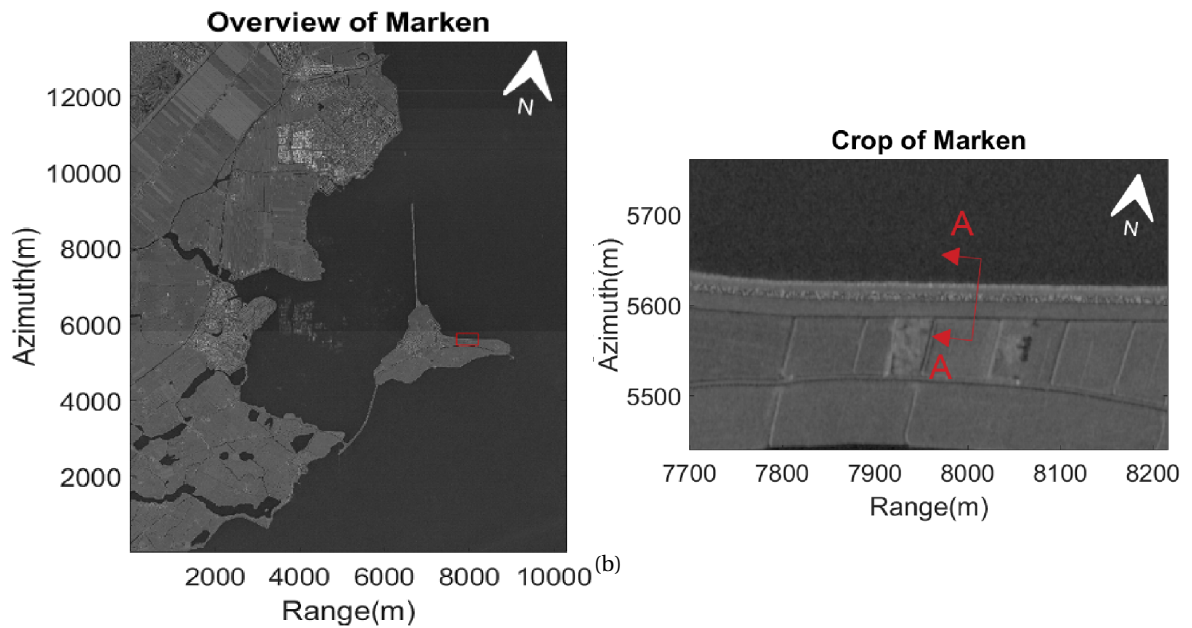 Overview of Marken
N
Azimuth(m)
12000
10000
8000
6000
4000
2000
2000 4000 6000 8000 10000
Range(m)
(b)
Crop of Marken
N
A
A
Azimuth(m)
5700
5600
5500
7700 7800 7900 8000 8100 8200
Range(m)